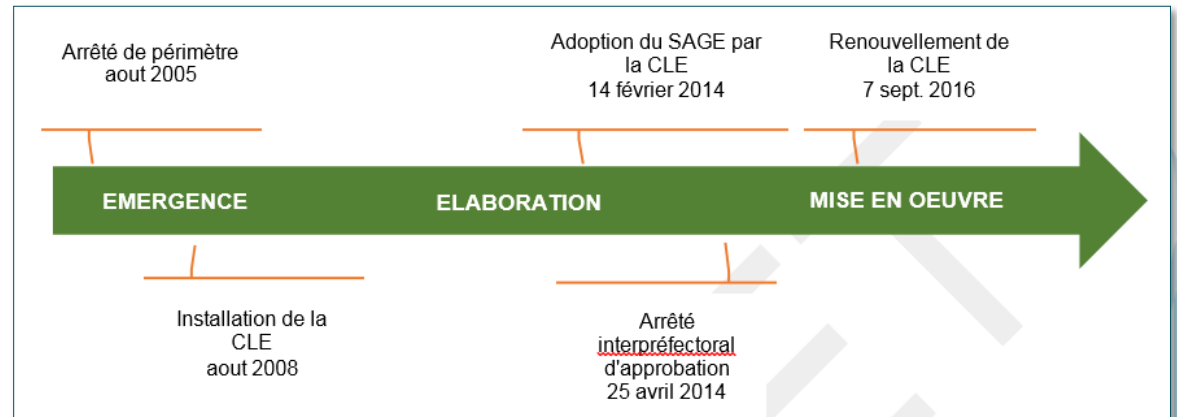 Arrêté de périmètre
aout 2005
Adoption du SAGE par
la CLE
14 février 2014
Renouvellement de
la CLE
7 sept. 2016
EMERGENCE
ELABORATION
MISE EN OEUVRE
Installation de la
CLE
aout 2008
Arrêté
interpréfectoral
d'approbation
25 avril 2014